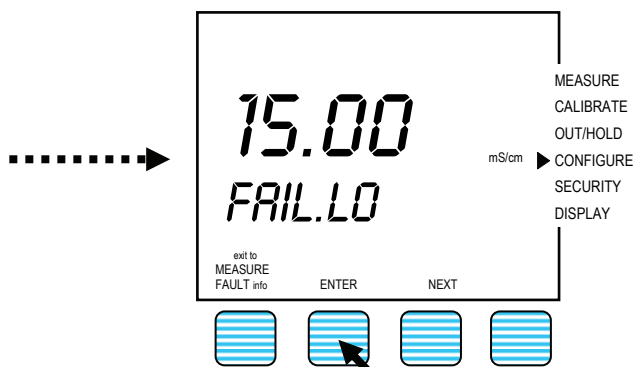 15.00
mS/cm
FAIL.LO
exit to
MEASURE
FAULT info
ENTER
NEXT
MEASURE
CALIBRATE
OUT/HOLD
CONFIGURE
SECURITY
DISPLAY